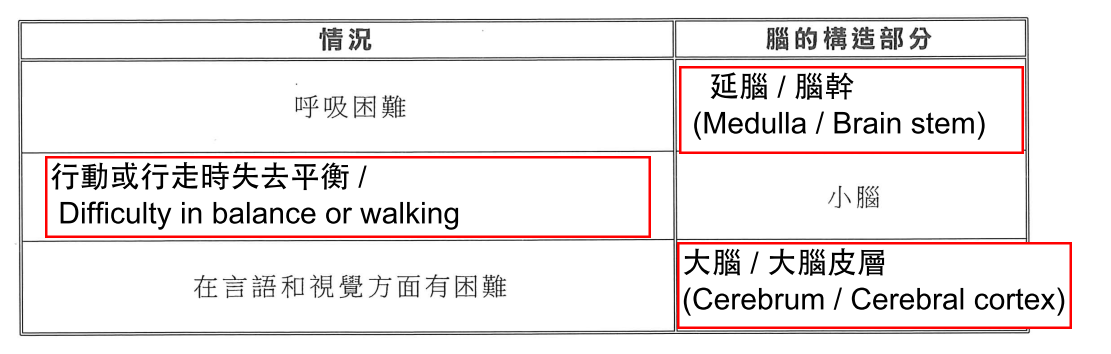 情況
腦的構造部分
呼吸困難
延腦 / 腦幹
(Medulla / Brain stem)
行動或行走時失去平衡 /
Difficulty in balance or walking
小腦
在言語和視覺方面有困難
大腦 / 大腦皮層
(Cerebrum / Cerebral cortex)